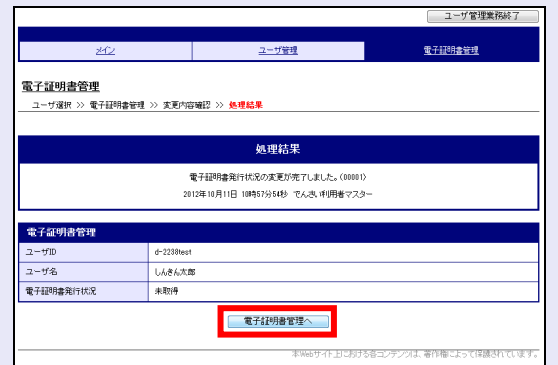 ユーザ管理業務終了
メイン ユーザ管理 電子証明書管理
電子証明書管理
ユーザ選択 >> 電子証明書管理 >> 変更内容確認 >> 処理結果
処理結果
電子証明書発行状況の変更が完了しました。(00001)
2012年10月11日 10時57分54秒 でんさい利用者マスター
電子証明書管理
ユーザID d-2238test
ユーザ名 しんきん太郎
電子証明書発行状況 未取得
電子証明書管理へ
本Webサイト上における各コンテンツは、著作権によって保護されています。